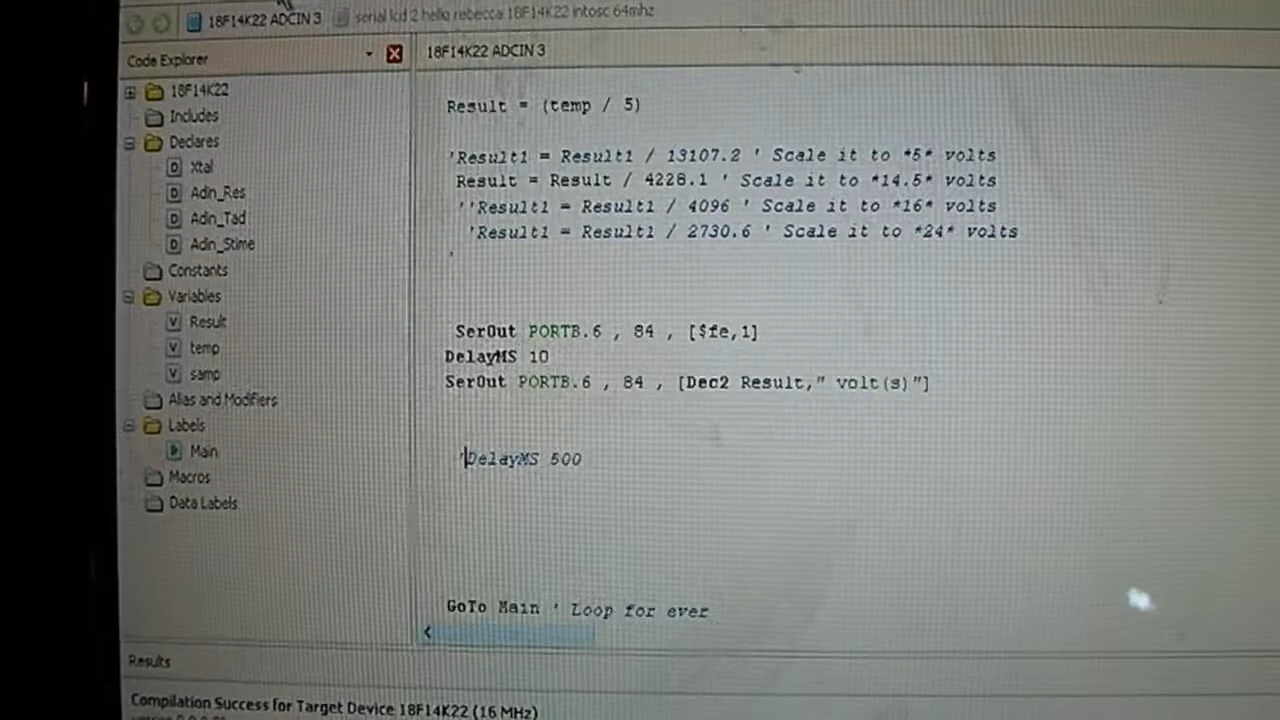 18F14K22 ADCIN 3 serial lcd 2 hello rebecca 18F14K22 intosc 64mhz
Code Explorer
18F14K22 ADCIN 3
18F14K22
Includes
Declares
Xtal
Adin_Res
Adin_Tad
Adin_Stime
Constants
Variables
Result
temp
samp
Alias and Modifiers
Labels
Main
Macros
Data Labels
Result = (temp / 5)
'Result1 = Result1 / 13107.2 ' Scale it to *5* volts
Result = Result / 4228.1 ' Scale it to *14.5* volts
''Result1 = Result1 / 4096 ' Scale it to *16* volts
'Result1 = Result1 / 2730.6 ' Scale it to *24* volts
'
SerOut PORTB.6 , 84 , [$fe,1]
DelayMS 10
SerOut PORTB.6 , 84 , [Dec2 Result," volt(s)"]
'DelayMS 500
GoTo Main ' Loop for ever
Results
Compilation Success for Target Device 18F14K22 (16 MHz)